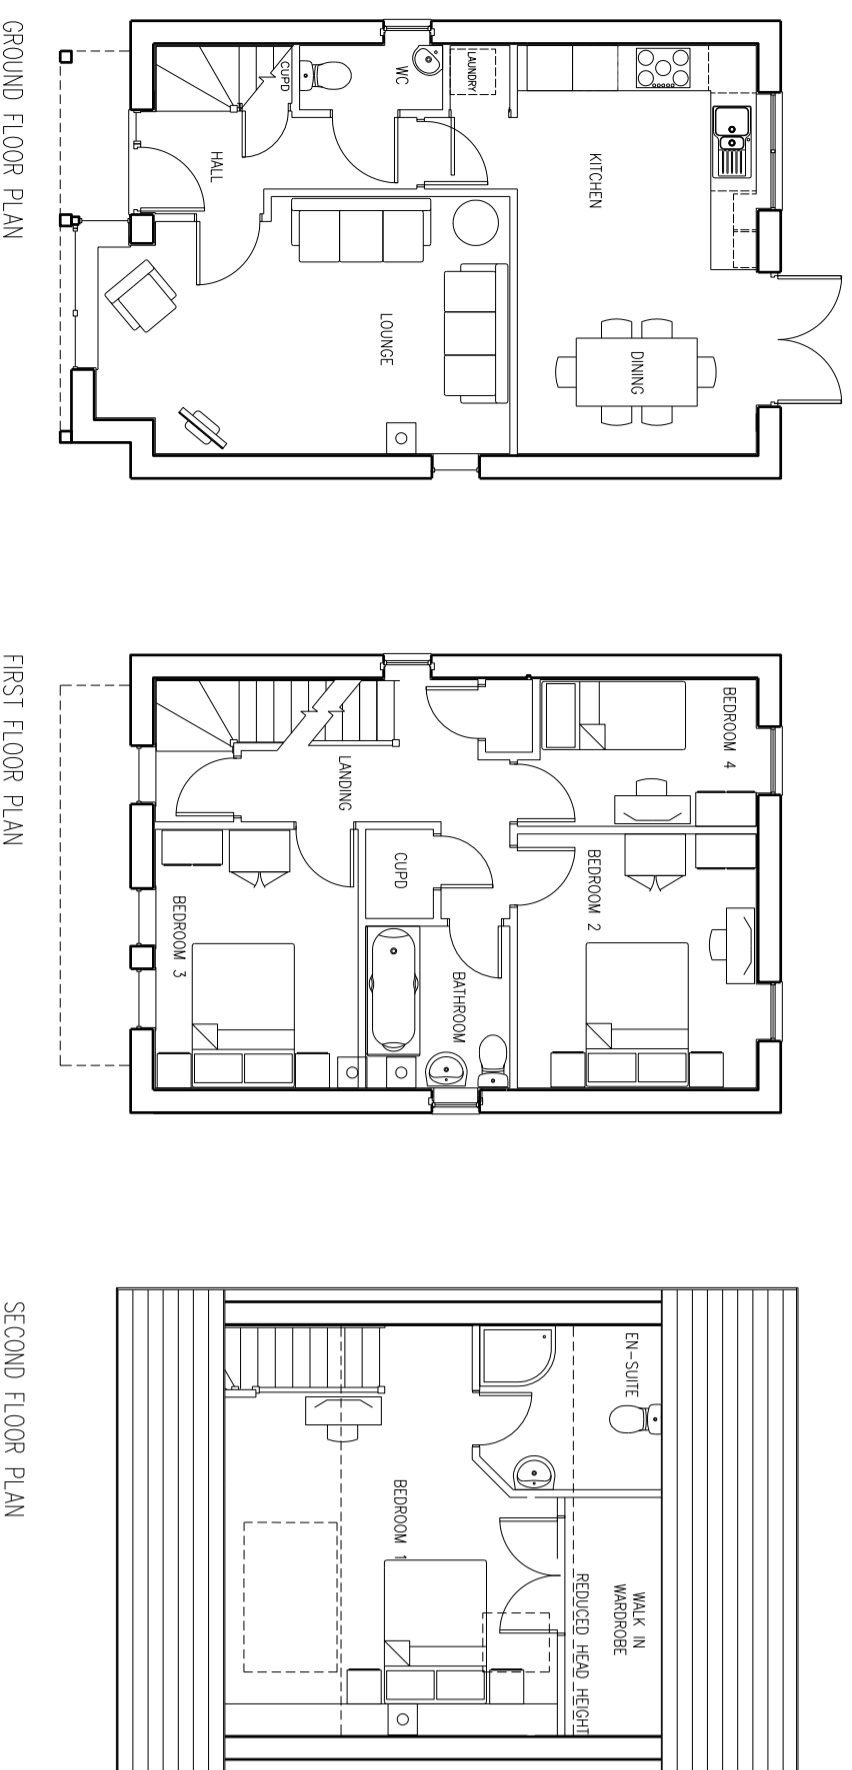 GROUND FLOOR PLAN
CUPD
WC
LAUNDRY
HALL
KITCHEN
LOUNGE
DINING
FIRST FLOOR PLAN
BEDROOM 4
LANDING
CUPD
BEDROOM 2
BEDROOM 3
BATHROOM
SECOND FLOOR PLAN
EN-SUITE
BEDROOM 1
WALK IN
WARDROBE
REDUCED HEAD HEIGHT